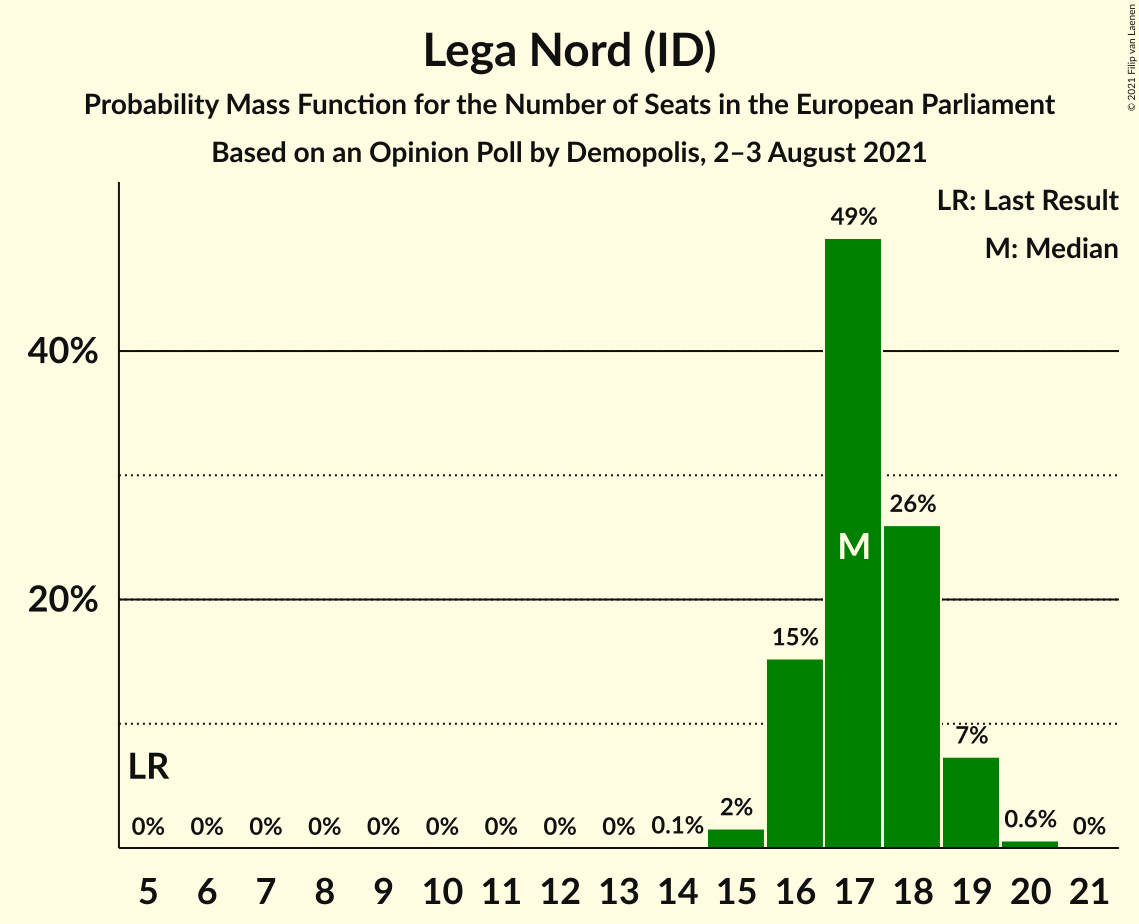 Lega Nord (ID)
Probability Mass Function for the Number of Seats in the European Parliament
Based on an Opinion Poll by Demopolis, 2–3 August 2021
© 2021 Filip van Laenen
LR: Last Result
M: Median
40%
20%
LR
M
0% 0% 0% 0% 0% 0% 0% 0% 0% 0.1% 2% 15% 49% 26% 7% 0.6% 0%
5 6 7 8 9 10 11 12 13 14 15 16 17 18 19 20 21